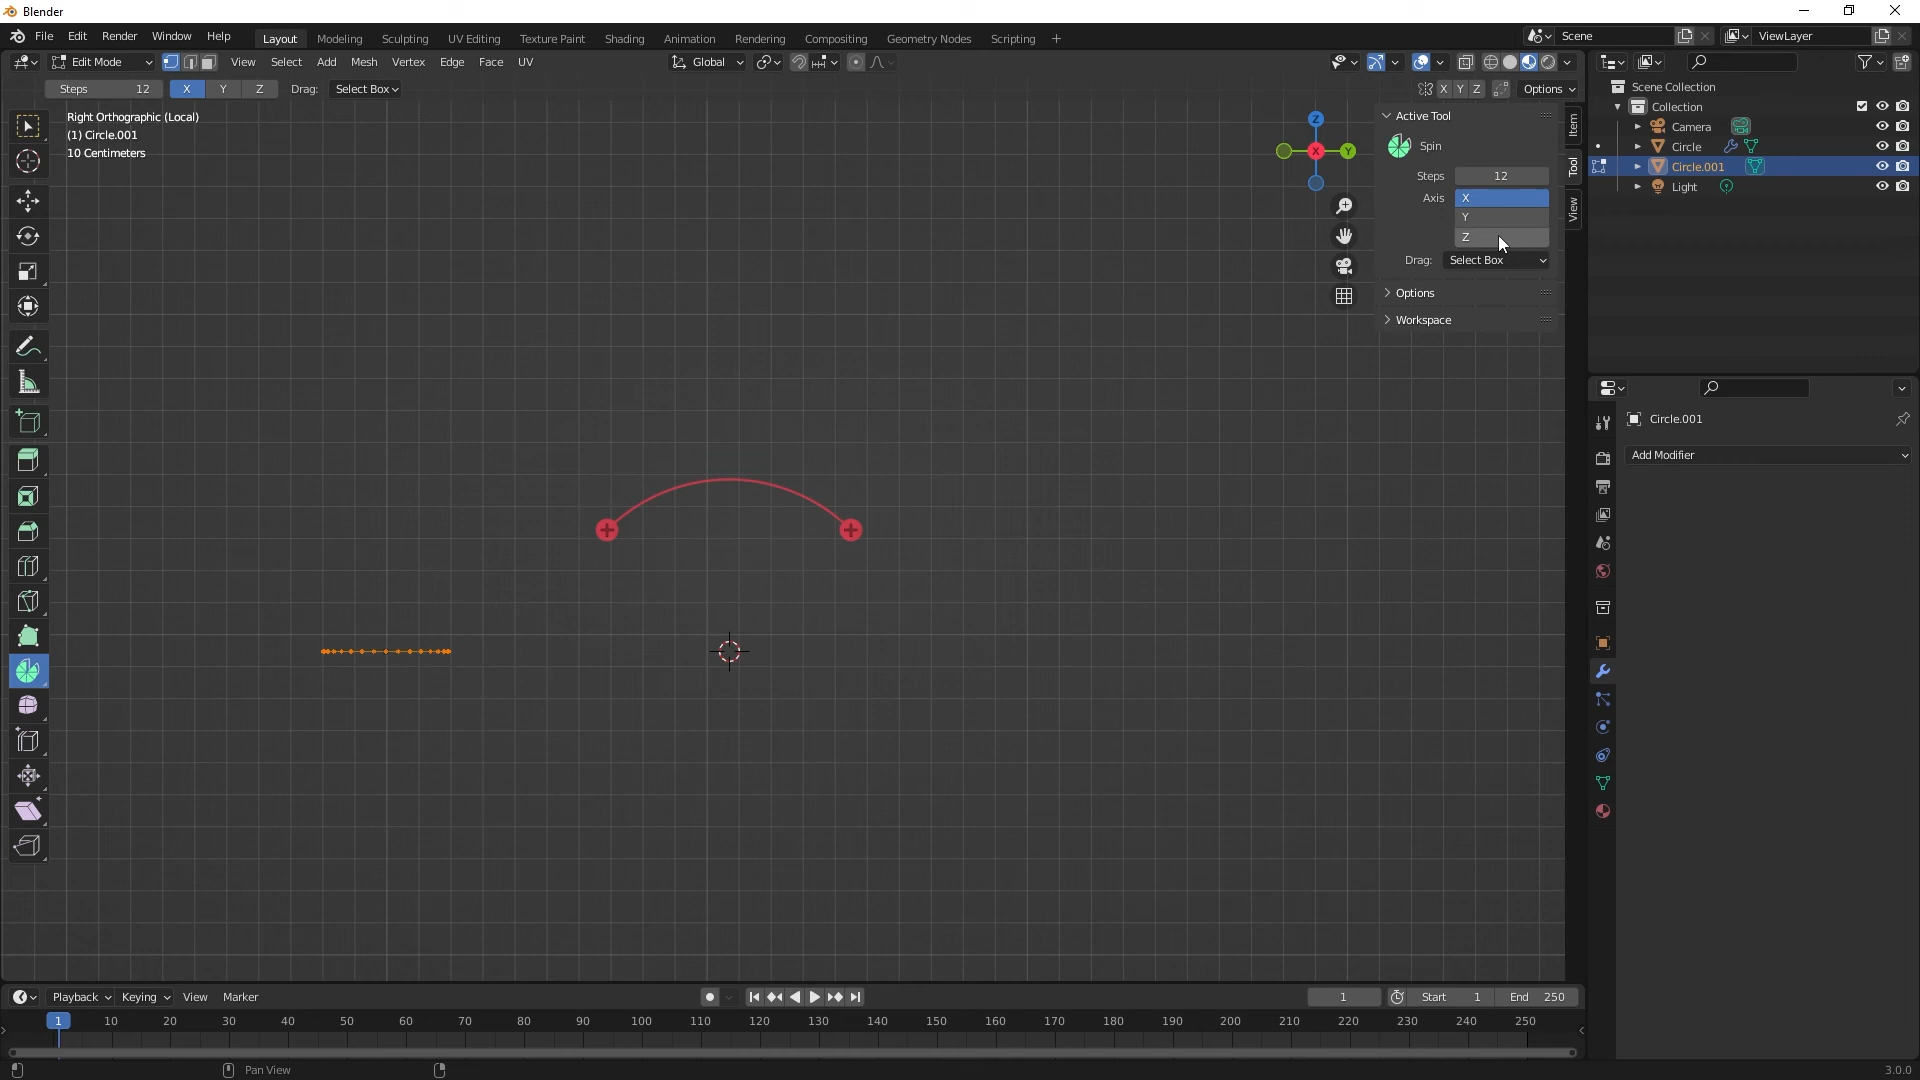 Blender
File Edit Render Window Help Layout Modeling Sculpting UV Editing Texture Paint Shading Animation Rendering Compositing Geometry Nodes Scripting + Scene ViewLayer
Edit Mode View Select Add Mesh Vertex Edge Face UV Global
Steps 12 X Y Z Drag: Select Box X Y Z Options
Right Orthographic (Local)
(1) Circle.001
10 Centimeters
Z
X
Y
Active Tool
Spin
Steps 12
Axis X
Y
Z
Drag: Select Box
Options
Workspace
Item
Tool
View
Scene Collection
Collection
Camera
Circle
Circle.001
Light
Circle.001
Add Modifier
Playback Keying View Marker 1 Start 1 End 250
1 10 20 30 40 50 60 70 80 90 100 110 120 130 140 150 160 170 180 190 200 210 220 230 240 250
Pan View 3.0.0